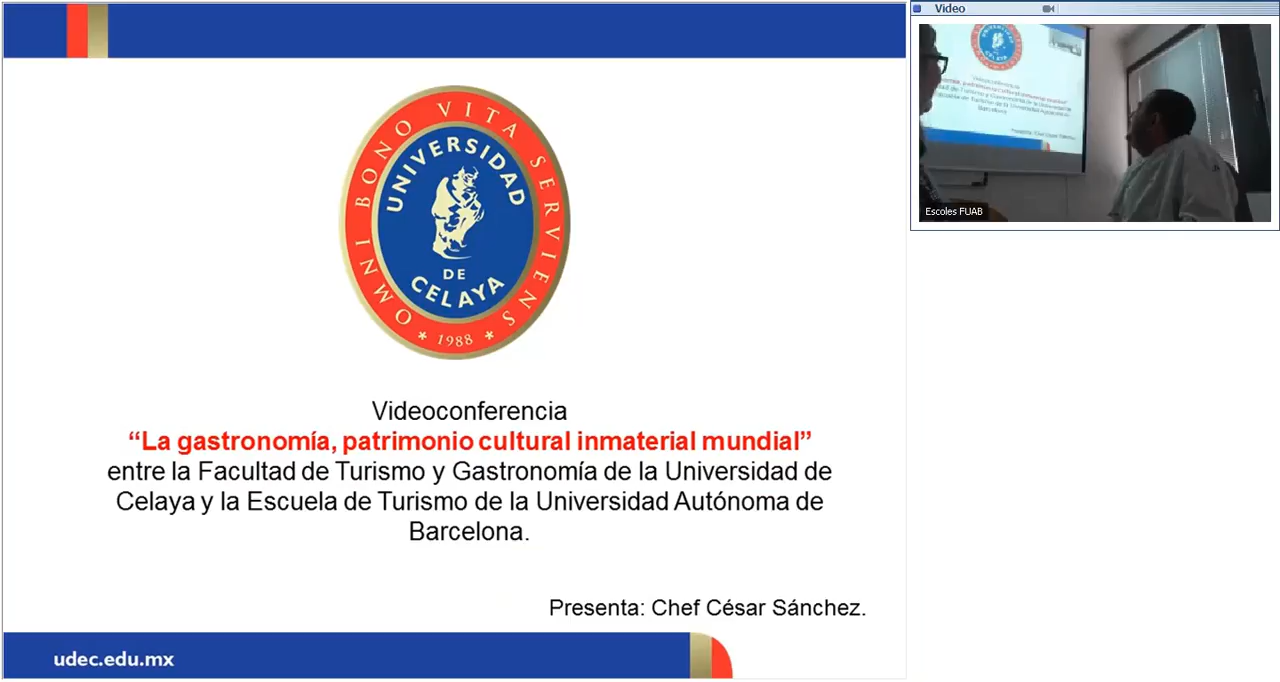 OMNI BONO VITA SERVIENS
UNIVERSIDAD
DE
CELAYA
* 1988 *
Videoconferencia
“La gastronomía, patrimonio cultural inmaterial mundial”
entre la Facultad de Turismo y Gastronomía de la Universidad de
Celaya y la Escuela de Turismo de la Universidad Autónoma de
Barcelona.
Presenta: Chef César Sánchez.
udec.edu.mx
Video
Escoles FUAB